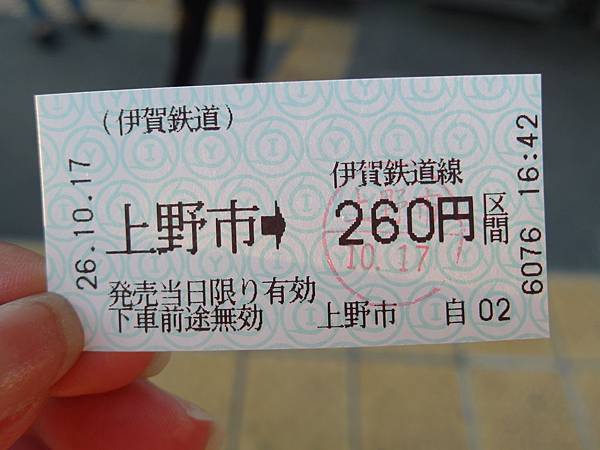 (伊賀鉄道)
26.10.17
上野市➡
伊賀鉄道線
260円区間
10.17
発売当日限り有効
下車前途無効
上野市 自02
6076 16:42